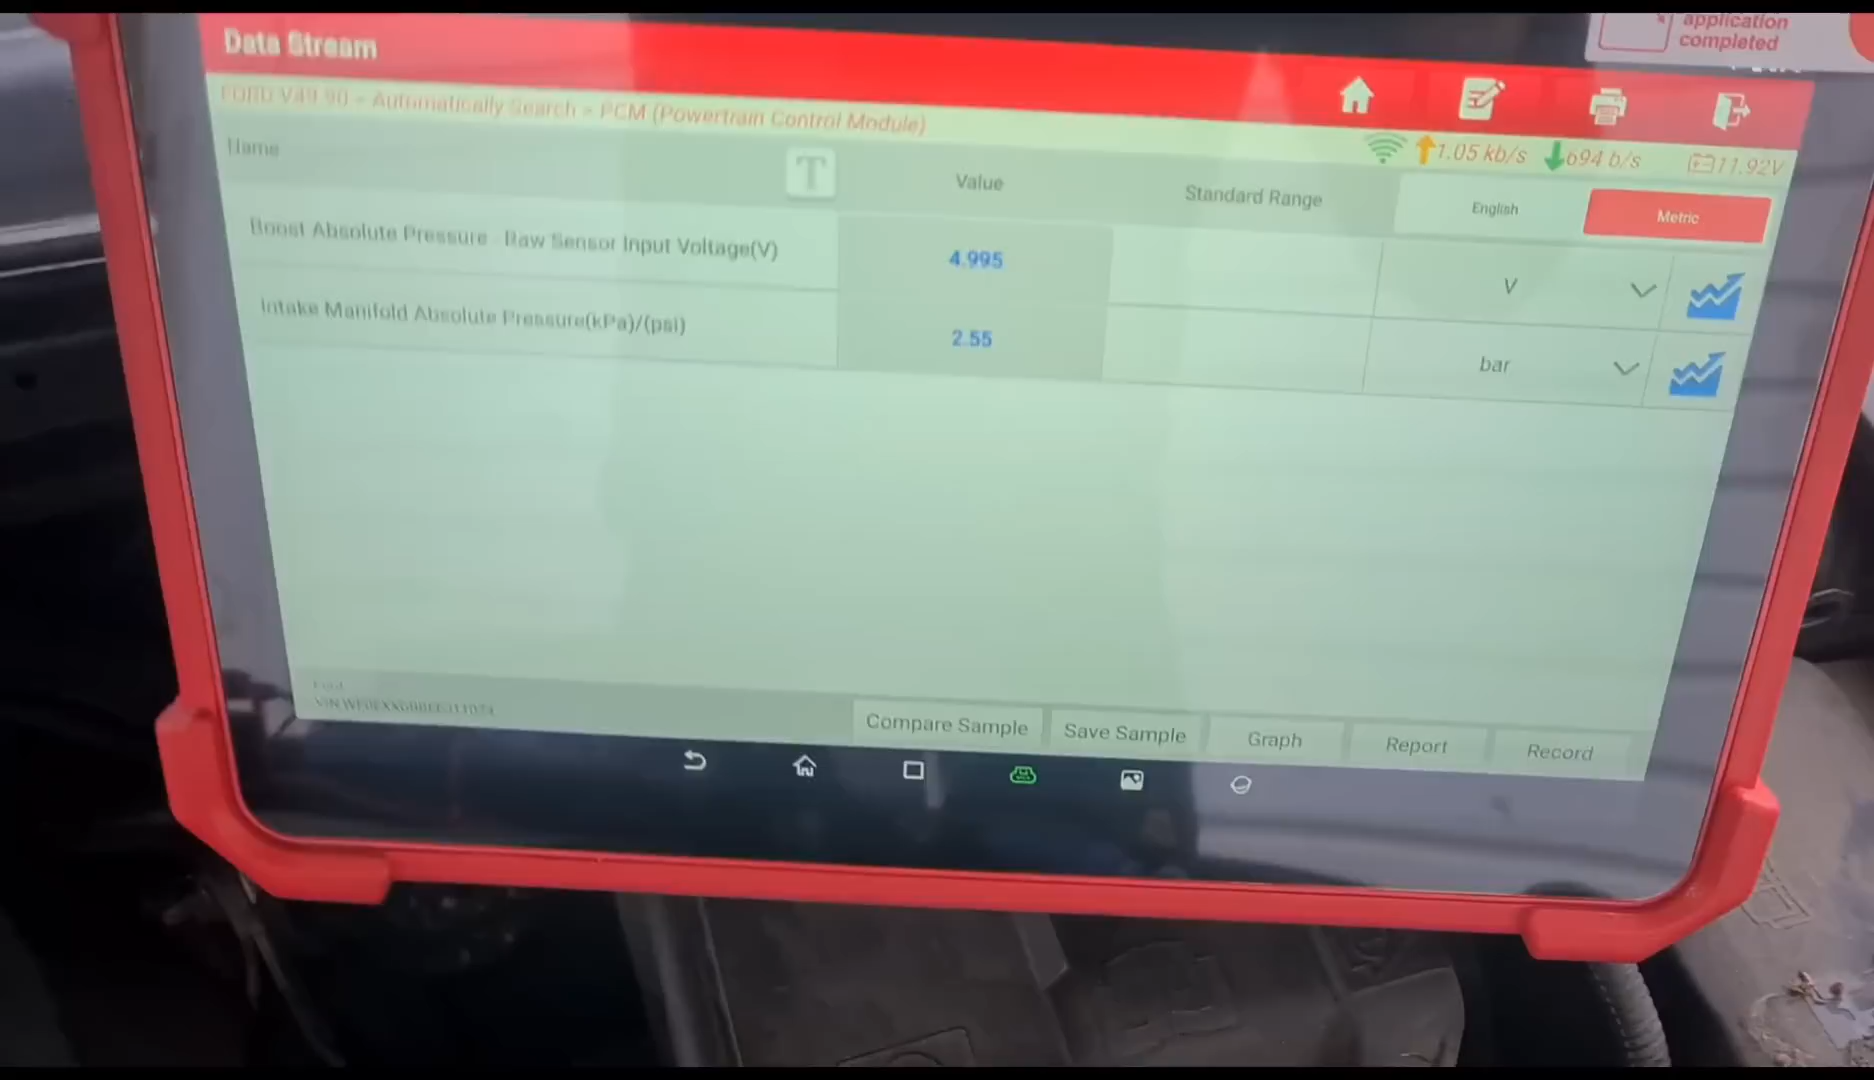 application
completed
Data Stream
FORD V49.90 > Automatically Search > PCM (Powertrain Control Module)
1.05 kb/s 694 b/s 11.92V
Name T Value Standard Range English Metric
Boost Absolute Pressure - Raw Sensor Input Voltage(V) 4.995 V
Intake Manifold Absolute Pressure(kPa)/(psi) 2.55 bar
Ford
VIN
Compare Sample Save Sample Graph Report Record